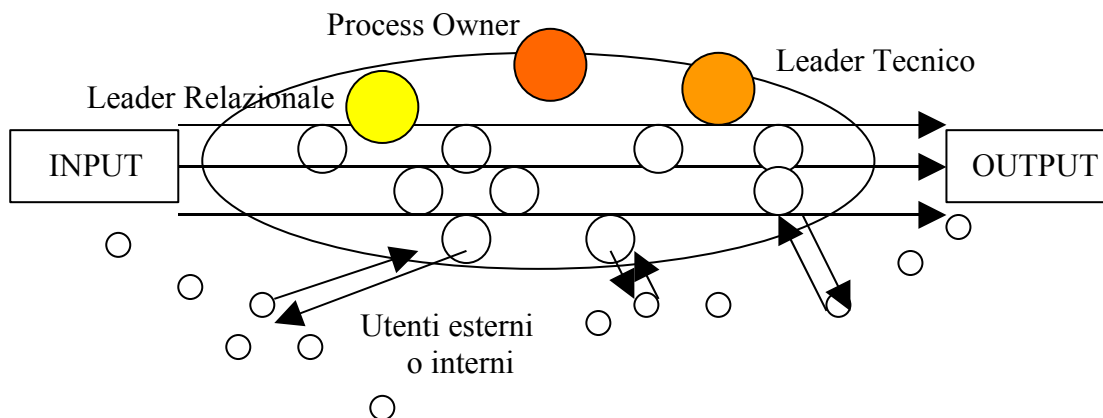 Process Owner
Leader Tecnico
Leader Relazionale
INPUT
OUTPUT
Utenti esterni
o interni